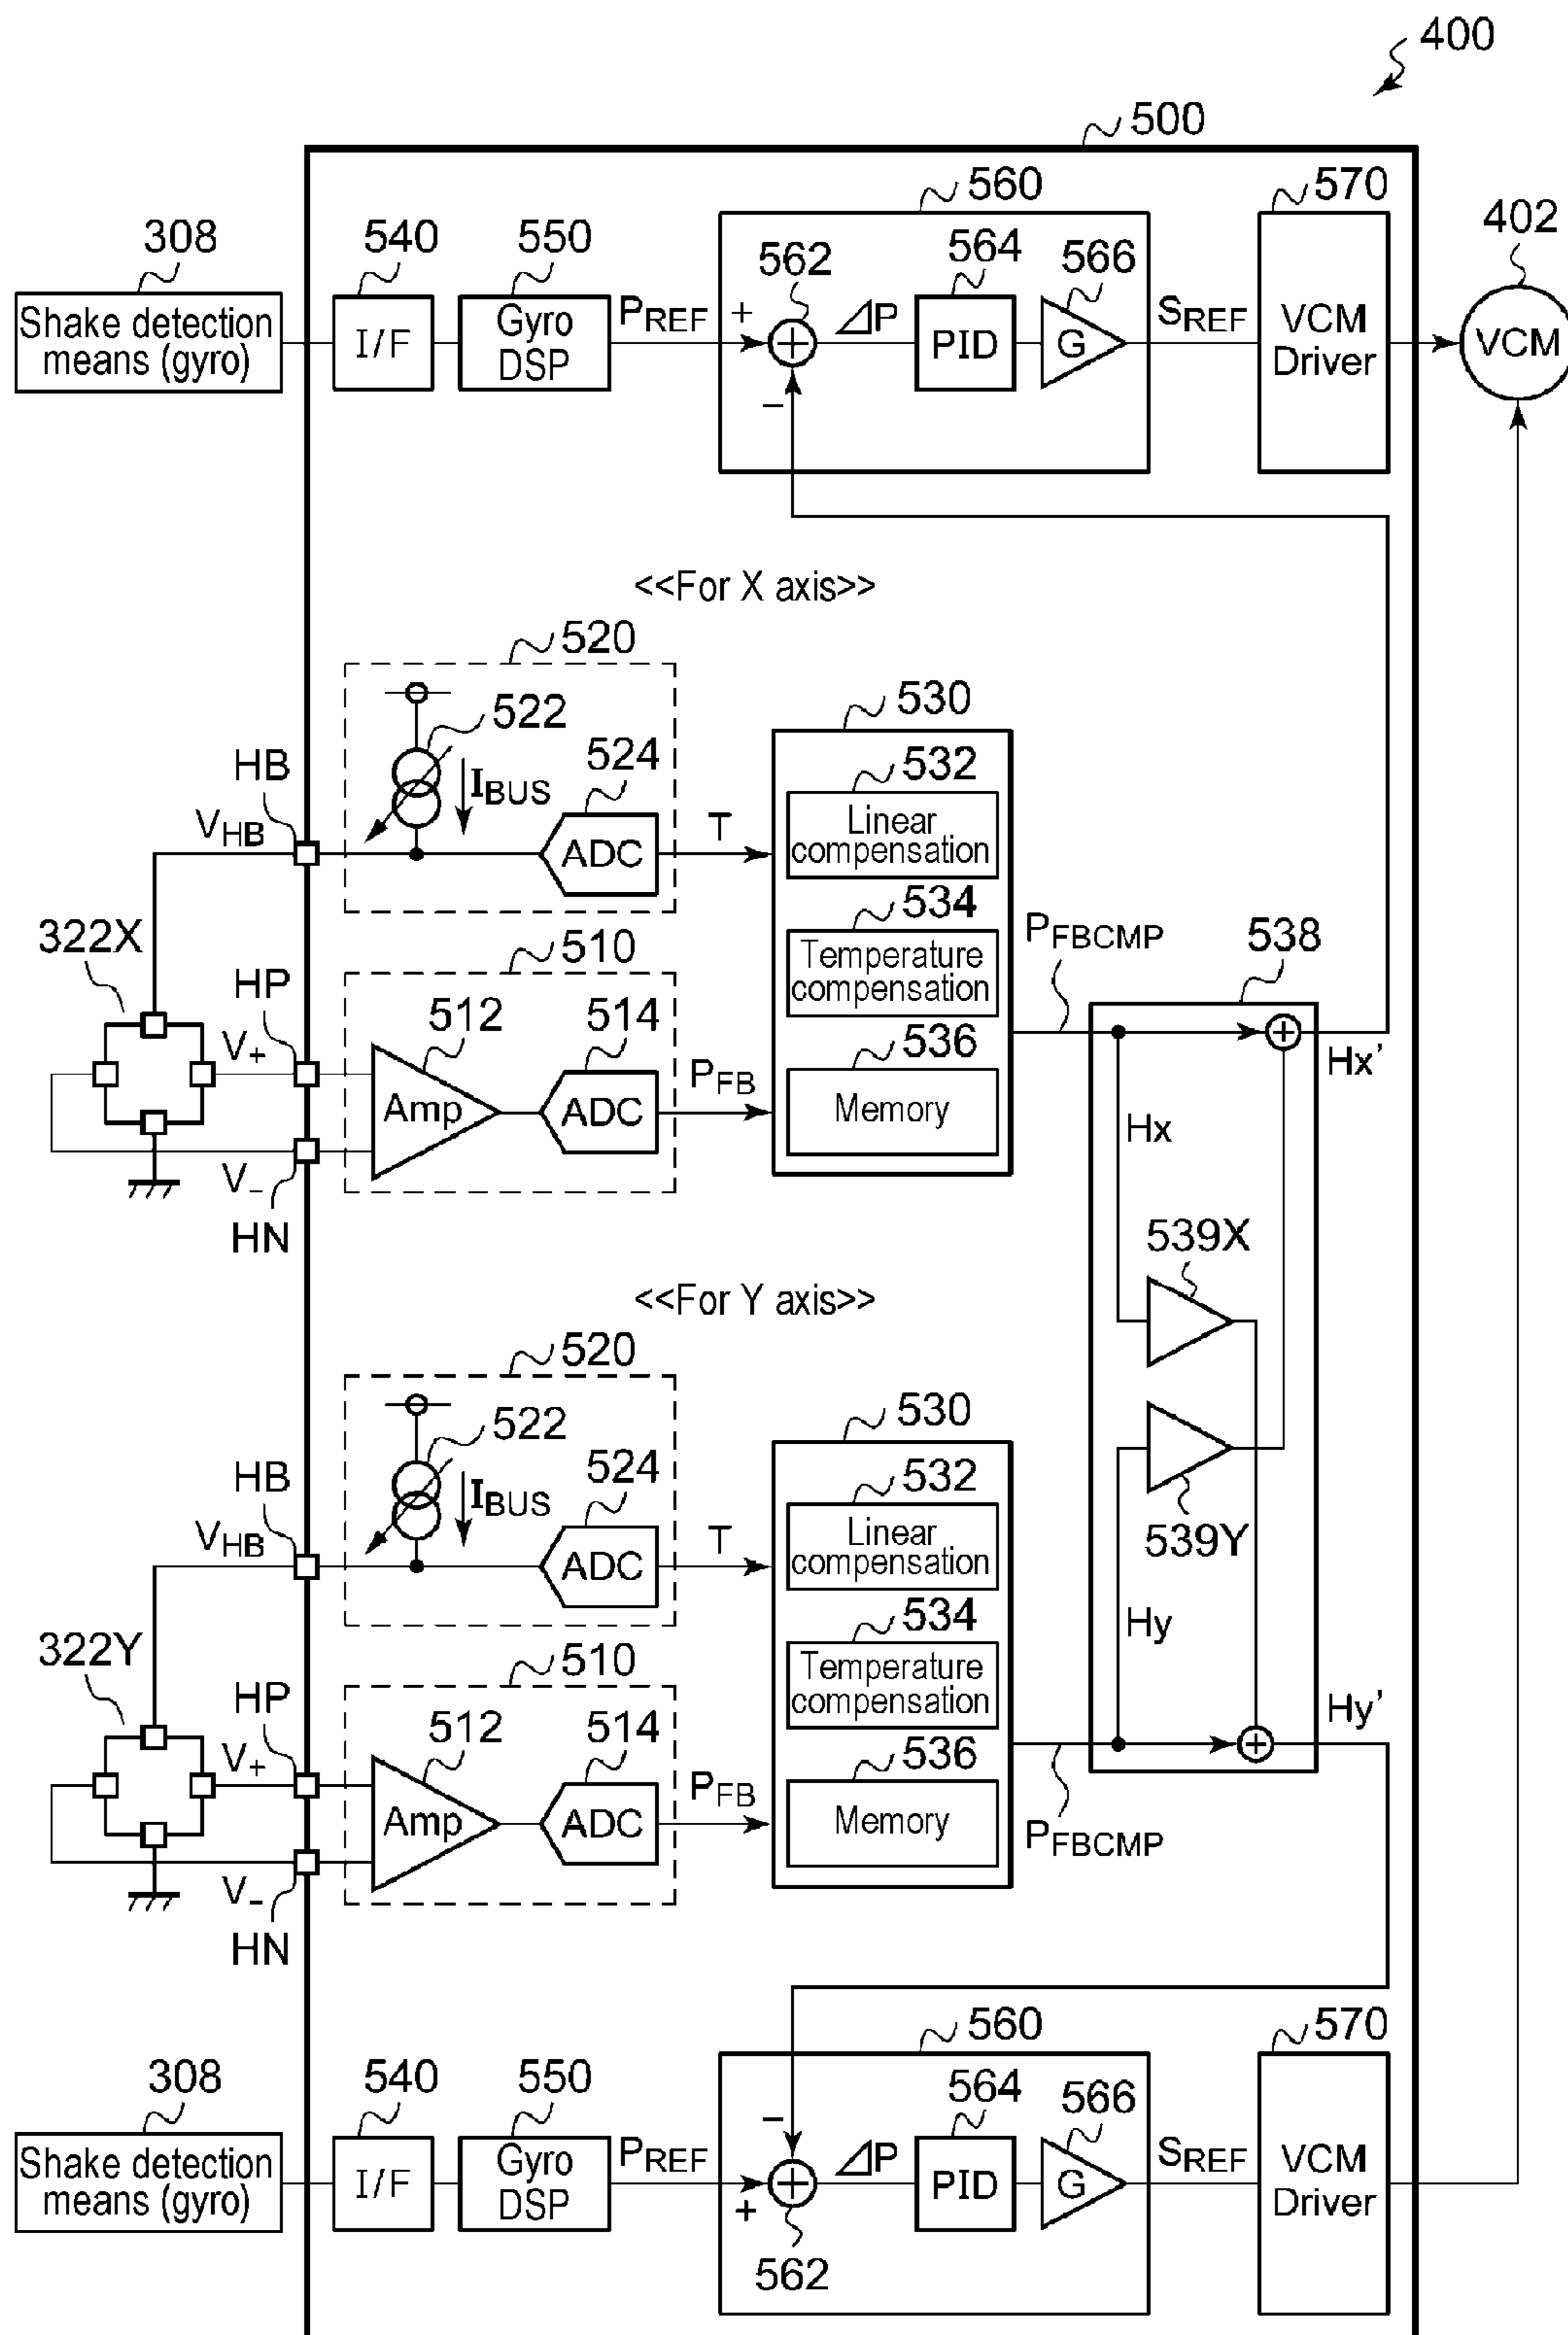 400
500
560
570
402
308
540
550
562
564
566
Shake detection
means (gyro)
I/F
Gyro
DSP
PREF
+
−
⊿P
PID
G
SREF
VCM
Driver
VCM
<<For X axis>>
520
522
524
530
HB
VHB
IBUS
ADC
T
532
Linear
compensation
534
Temperature
compensation
536
Memory
322X
HP
V+
V−
HN
510
512
514
Amp
ADC
PFB
PFBCMP
538
Hx
Hx’
539X
539Y
<<For Y axis>>
520
522
524
530
HB
VHB
IBUS
ADC
T
532
Linear
compensation
534
Temperature
compensation
536
Memory
322Y
HP
V+
V−
HN
510
512
514
Amp
ADC
PFB
PFBCMP
Hy
Hy’
560
570
308
540
550
564
566
Shake detection
means (gyro)
I/F
Gyro
DSP
PREF
−
+
⊿P
PID
G
SREF
VCM
Driver
562